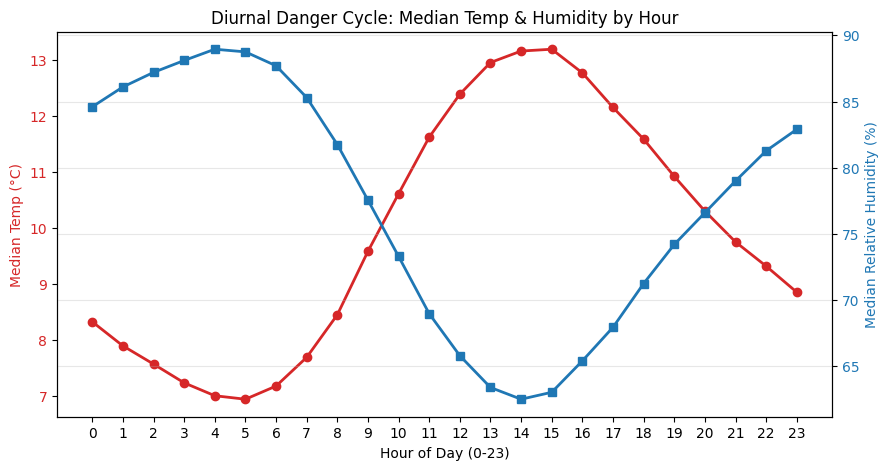 Diurnal Danger Cycle: Median Temp & Humidity by Hour
Median Temp (°C)
13
12
11
10
9
8
7
90
85
80
75
70
65
Median Relative Humidity (%)
0 1 2 3 4 5 6 7 8 9 10 11 12 13 14 15 16 17 18 19 20 21 22 23
Hour of Day (0-23)